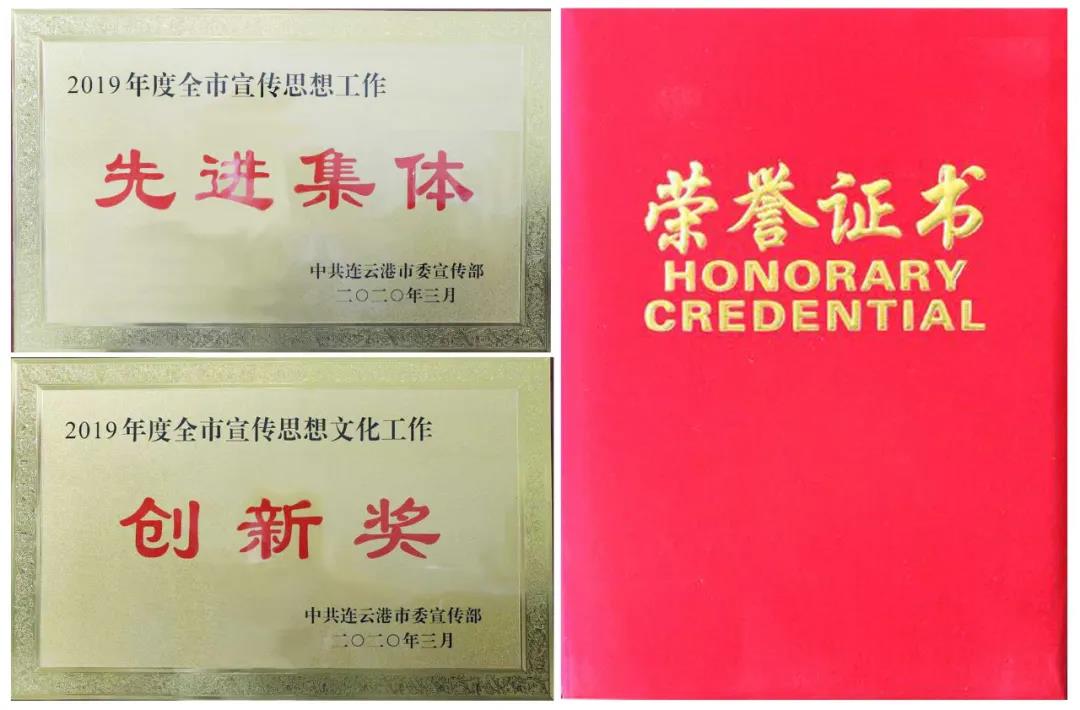 2019年度全市宣传思想工作
先进集体
中共连云港市委宣传部
二〇二〇年三月
2019年度全市宣传思想文化工作
创新奖
中共连云港市委宣传部
二〇二〇年三月
荣誉证书
HONORARY
CREDENTIAL